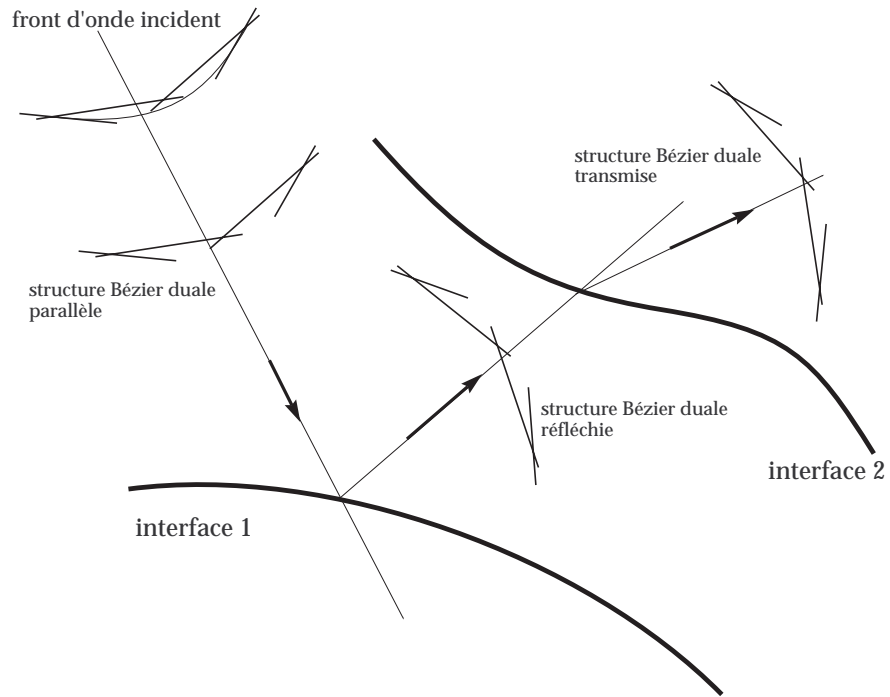 front d'onde incident
structure Bézier duale
transmise
structure Bézier duale
parallèle
structure Bézier duale
réfléchie
interface 2
interface 1